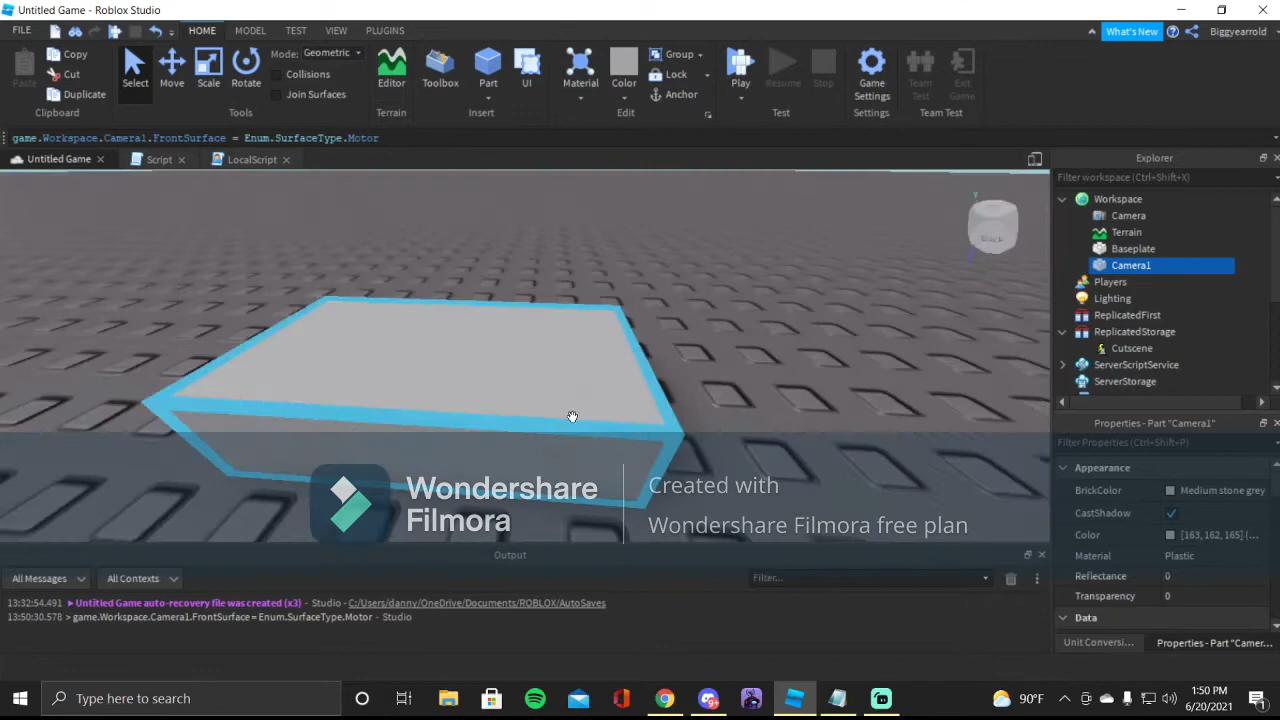 Untitled Game - Roblox Studio
FILE HOME MODEL TEST VIEW PLUGINS What's New Biggyearrold
Paste Copy Cut Duplicate Clipboard
Select Move Scale Rotate Mode: Geometric Collisions Join Surfaces Tools
Editor Terrain
Toolbox Part UI Insert
Material Color Group Lock Anchor Edit
Play Resume Stop Test
Game Settings Settings
Team Test Exit Game Team Test
game.Workspace.Camera1.FrontSurface = Enum.SurfaceType.Motor
Untitled Game Script LocalScript
Back
Explorer
Filter workspace (Ctrl+Shift+X)
Workspace
Camera
Terrain
Baseplate
Camera1
Players
Lighting
ReplicatedFirst
ReplicatedStorage
Cutscene
ServerScriptService
ServerStorage
Properties - Part "Camera1"
Filter Properties (Ctrl+Shift+P)
Appearance
BrickColor Medium stone grey
CastShadow
Color [163, 162, 165] (...
Material Plastic
Reflectance 0
Transparency 0
Data
Unit Conversi... Properties - Part "Camer...
Wondershare
Filmora
Created with
Wondershare Filmora free plan
Output
All Messages All Contexts Filter...
13:32:54.491 Untitled Game auto-recovery file was created (x3) - Studio - C:/Users/danny/OneDrive/Documents/ROBLOX/AutoSaves
13:50:30.578 > game.Workspace.Camera1.FrontSurface = Enum.SurfaceType.Motor - Studio
Type here to search
9+
90°F
1:50 PM
6/20/2021
1